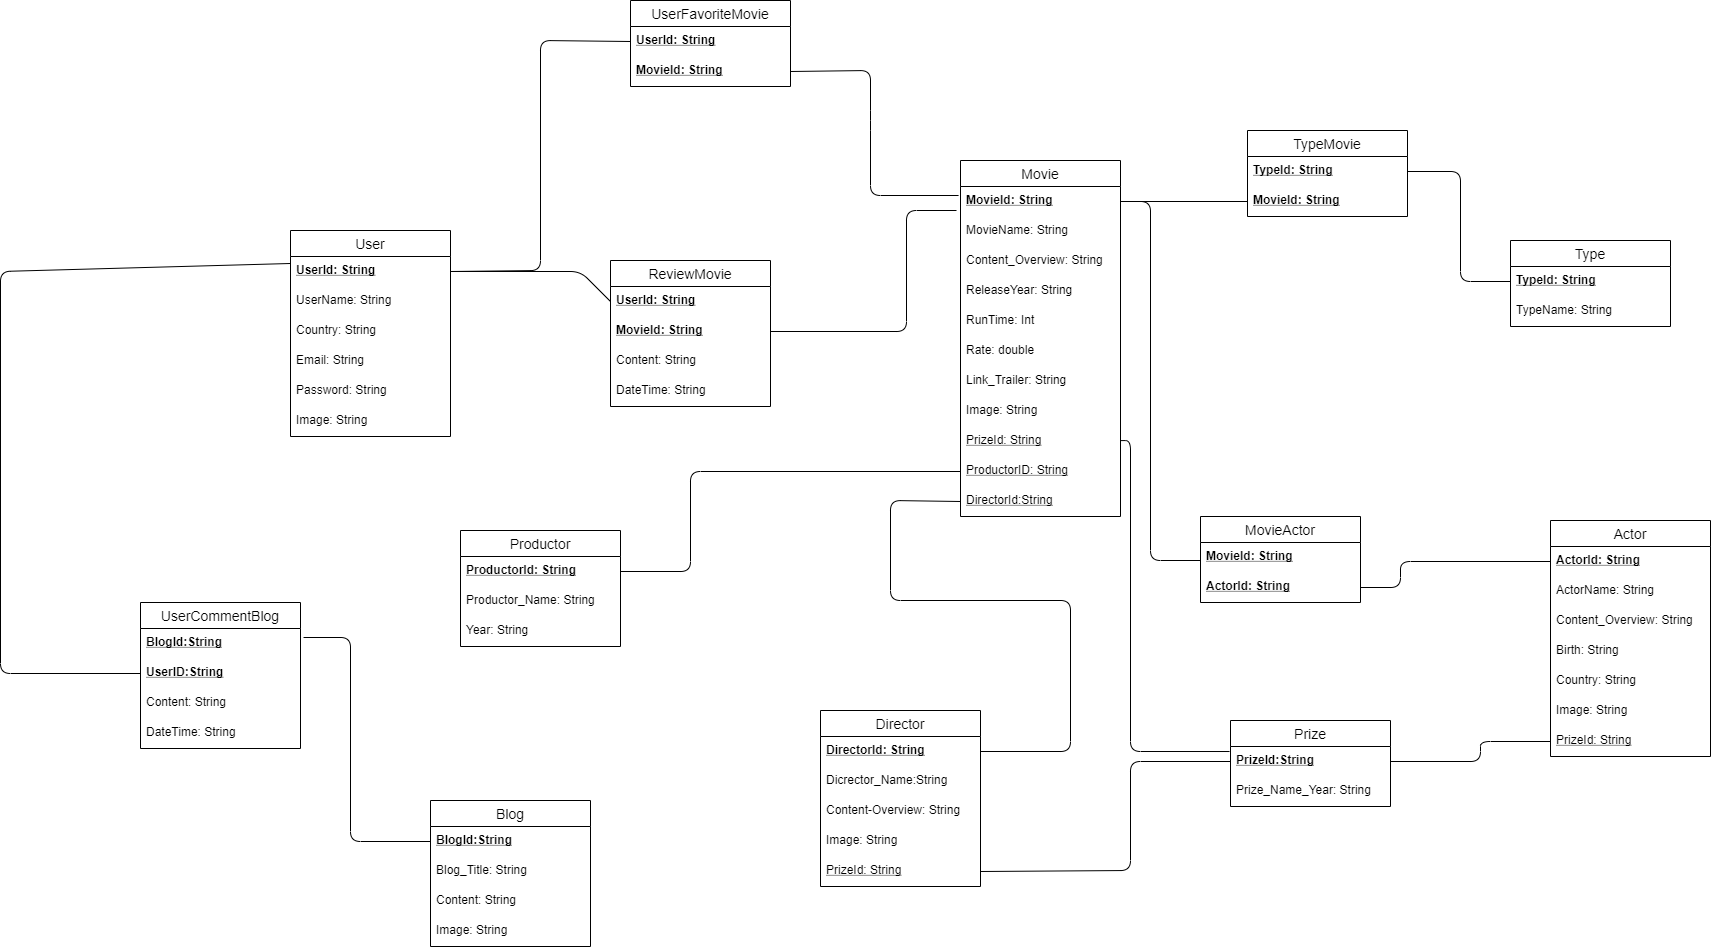 UserFavoriteMovie
UserId: String
MovieId: String
TypeMovie
TypeId: String
MovieId: String
Movie
MovieId: String
MovieName: String
Content_Overview: String
ReleaseYear: String
RunTime: Int
Rate: double
Link_Trailer: String
Image: String
PrizeId: String
ProductorID: String
DirectorId:String
User
UserId: String
UserName: String
Country: String
Email: String
Password: String
Image: String
Type
TypeId: String
TypeName: String
ReviewMovie
UserId: String
MovieId: String
Content: String
DateTime: String
MovieActor
MovieId: String
ActorId: String
Actor
ActorId: String
ActorName: String
Content_Overview: String
Birth: String
Country: String
Image: String
PrizeId: String
Productor
ProductorId: String
Productor_Name: String
Year: String
UserCommentBlog
BlogId:String
UserID:String
Content: String
DateTime: String
Director
DirectorId: String
Dicrector_Name:String
Content-Overview: String
Image: String
PrizeId: String
Prize
PrizeId:String
Prize_Name_Year: String
Blog
BlogId:String
Blog_Title: String
Content: String
Image: String